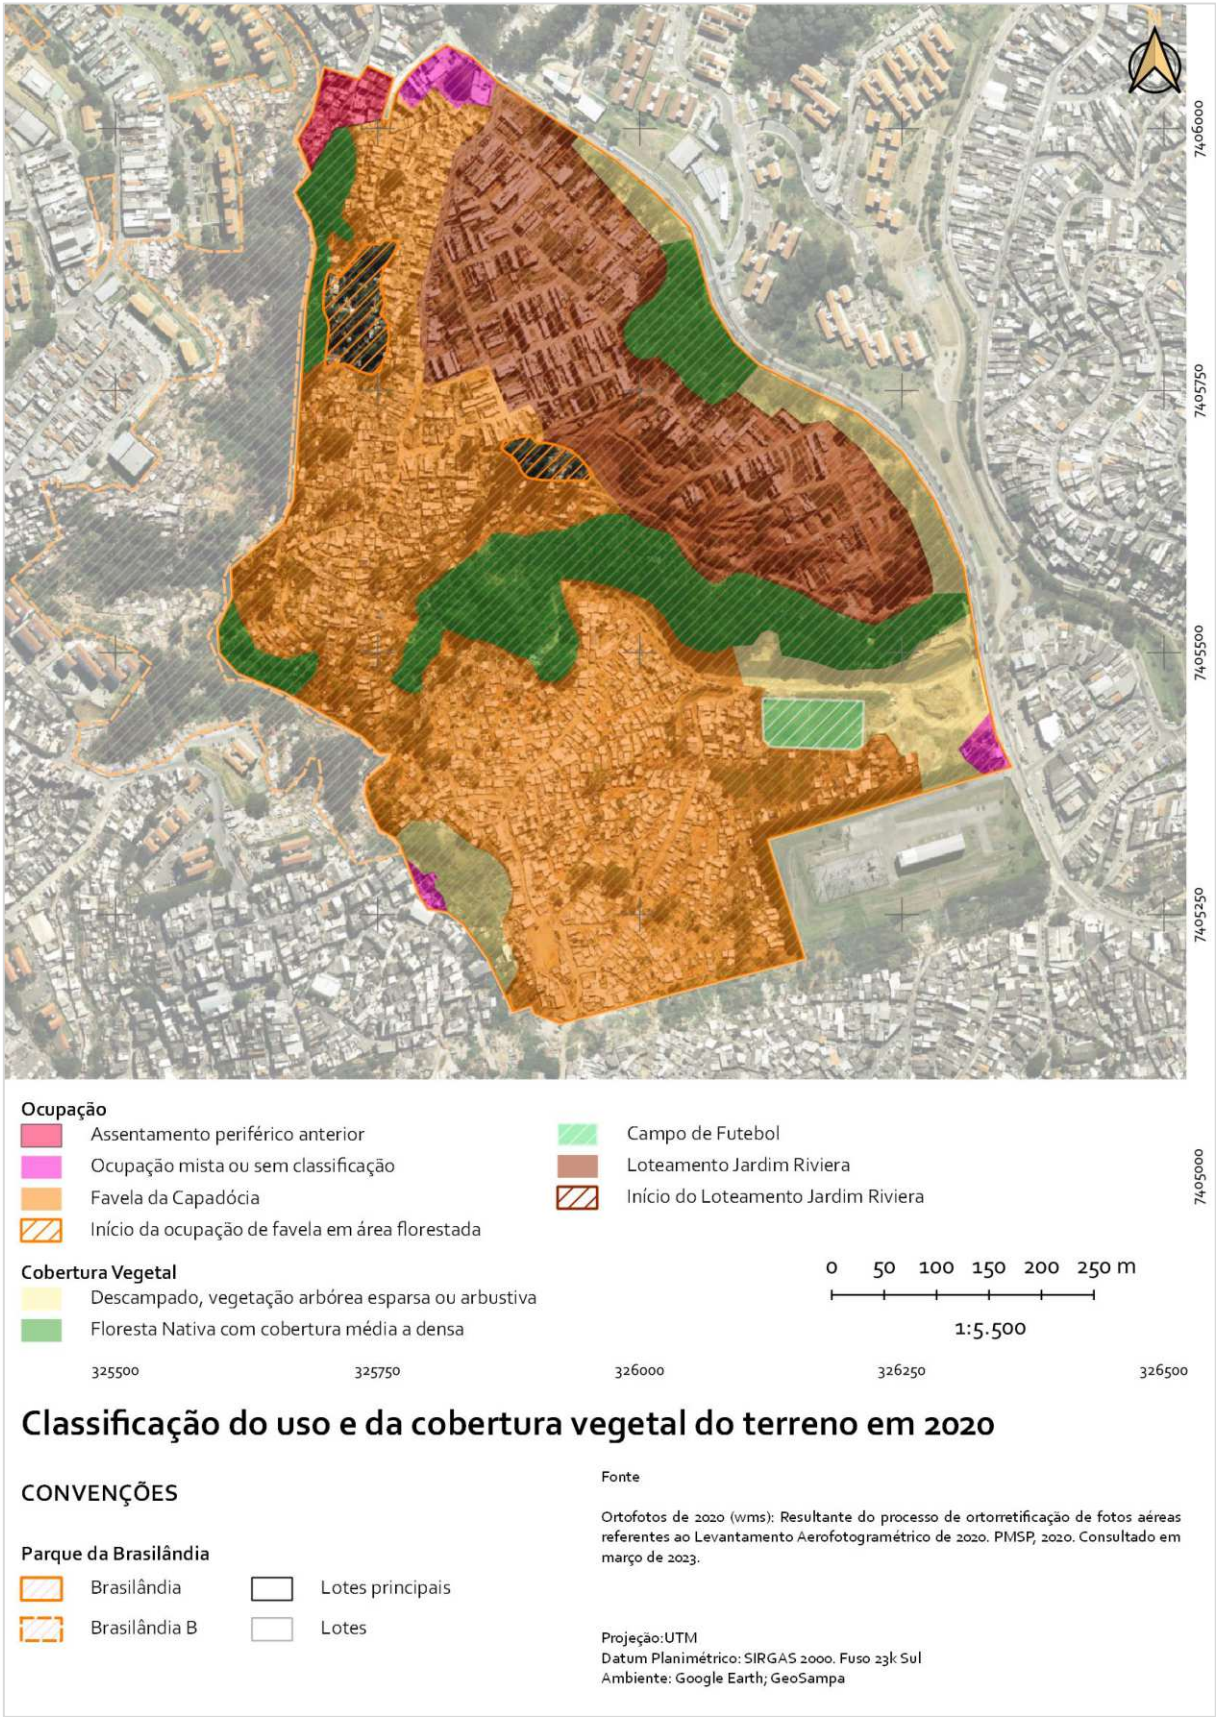 7406000
7405750
7405500
7405250
7405000
Ocupação
Assentamento periférico anterior
Ocupação mista ou sem classificação
Favela da Capadócia
Início da ocupação de favela em área florestada
Campo de Futebol
Loteamento Jardim Riviera
Início do Loteamento Jardim Riviera
Cobertura Vegetal
Descampado, vegetação arbórea esparsa ou arbustiva
Floresta Nativa com cobertura média a densa
0 50 100 150 200 250 m
1:5.500
325500 325750 326000 326250 326500
Classificação do uso e da cobertura vegetal do terreno em 2020
CONVENÇÕES
Parque da Brasilândia
Brasilândia
Brasilândia B
Lotes principais
Lotes
Fonte
Ortofotos de 2020 (wms): Resultante do processo de ortorretificação de fotos aéreas
referentes ao Levantamento Aerofotogramétrico de 2020. PMSP, 2020. Consultado em
março de 2023.
Projeção:UTM
Datum Planimétrico: SIRGAS 2000. Fuso 23k Sul
Ambiente: Google Earth; GeoSampa